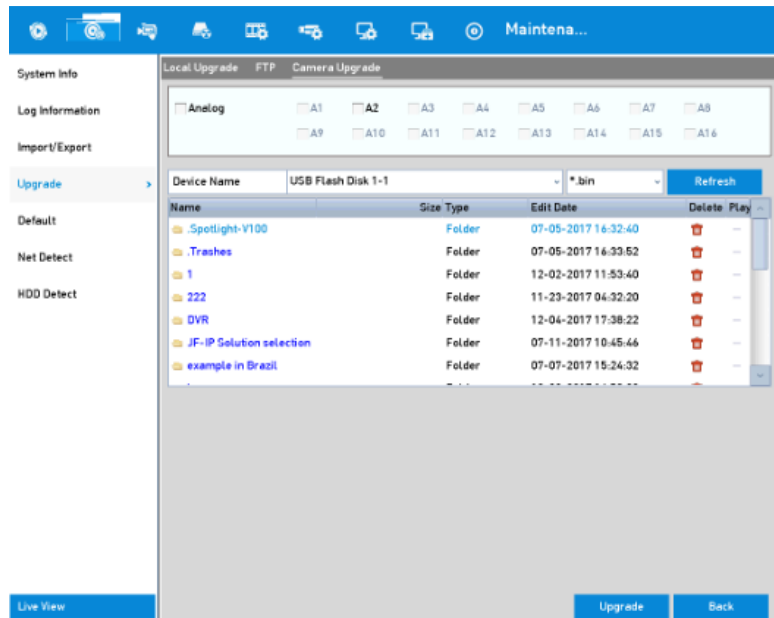 Maintena...
Local Upgrade FTP Camera Upgrade
System Info
Log Information
Import/Export
Upgrade >
Default
Net Detect
HDD Detect
Analog A1 A2 A3 A4 A5 A6 A7 A8
A9 A10 A11 A12 A13 A14 A15 A16
Device Name USB Flash Disk 1-1 *.bin Refresh
Name Size Type Edit Date Delete Play
.Spotlight-V100 Folder 07-05-2017 16:32:40 —
.Trashes Folder 07-05-2017 16:33:52 —
1 Folder 12-02-2017 11:53:40 —
222 Folder 11-23-2017 04:32:20 —
DVR Folder 12-04-2017 17:38:22 —
JF-IP Solution selection Folder 07-11-2017 10:45:46 —
example in Brazil Folder 07-07-2017 15:24:32 —
Live View Upgrade Back